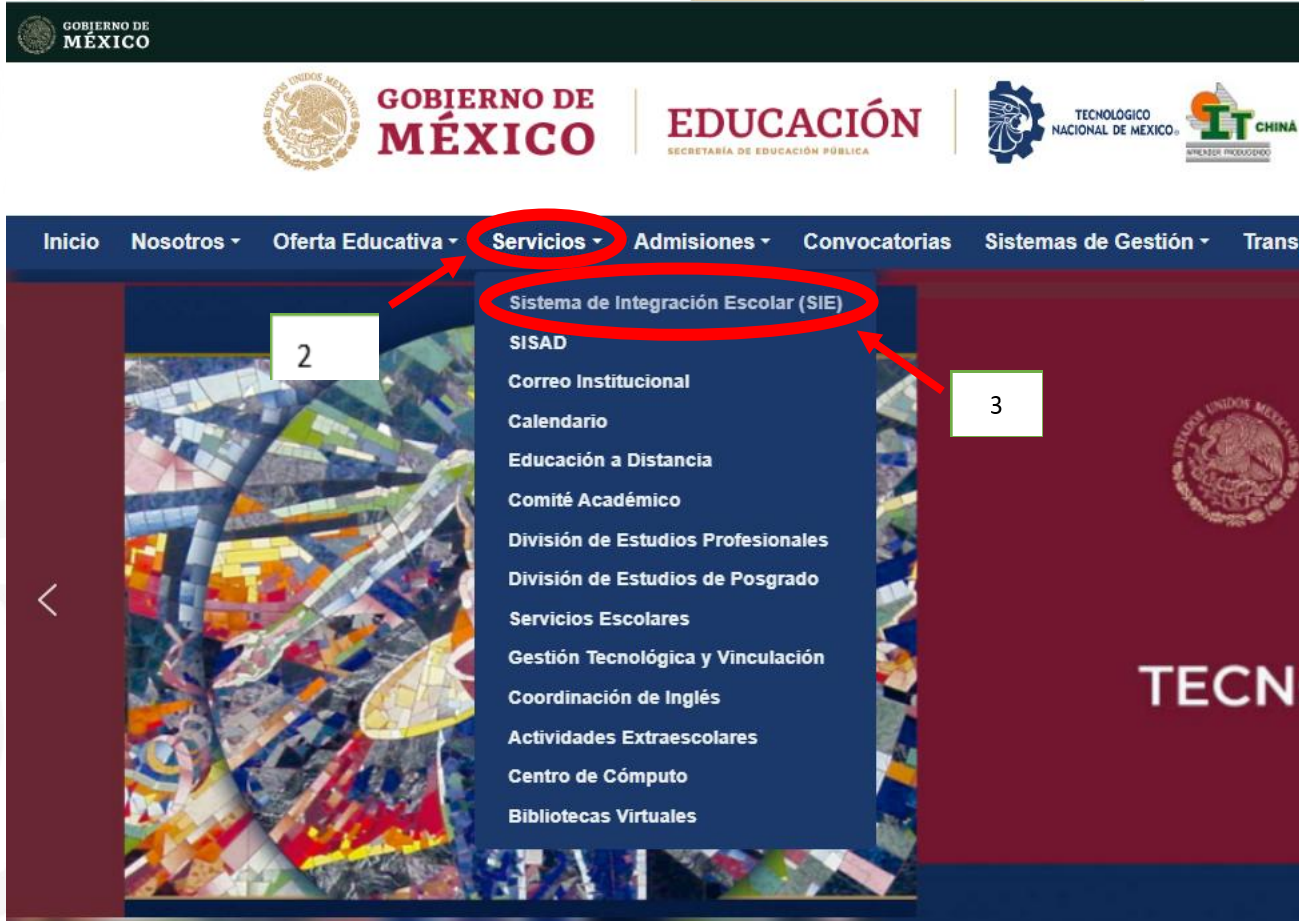 GOBIERNO DE
MÉXICO
GOBIERNO DE
MÉXICO
EDUCACIÓN
SECRETARÍA DE EDUCACIÓN PÚBLICA
TECNOLÓGICO
NACIONAL DE MÉXICO®
IT CHINÁ
APRENDER PRODUCIENDO
Inicio Nosotros Oferta Educativa Servicios Admisiones Convocatorias Sistemas de Gestión Trans
Sistema de Integración Escolar (SIE)
SISAD
Correo Institucional
Calendario
Educación a Distancia
Comité Académico
División de Estudios Profesionales
División de Estudios de Posgrado
Servicios Escolares
Gestión Tecnológica y Vinculación
Coordinación de Inglés
Actividades Extraescolares
Centro de Cómputo
Bibliotecas Virtuales
2
3
TECN